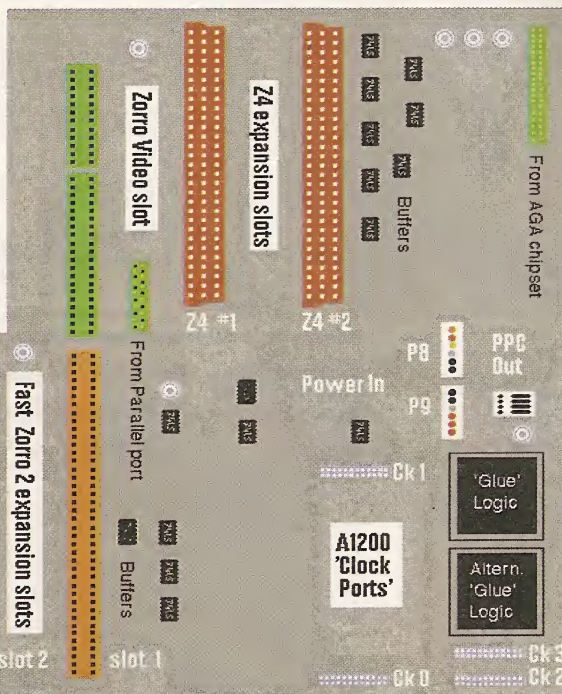 Zorro Video slot
Z4 expansion slots
From AGA chipset
Buffers
Z4 #1
Z4 #2
From Parallel port
Power In
P8
P9
PPC
Out
Fast Zorro 2 expansion slots
Ck 1
'Glue'
Logic
A1200
'Clock
Ports'
Altern.
'Glue'
Logic
Buffers
slot 2
slot 1
Ck 0
Ck 3
Ck 2